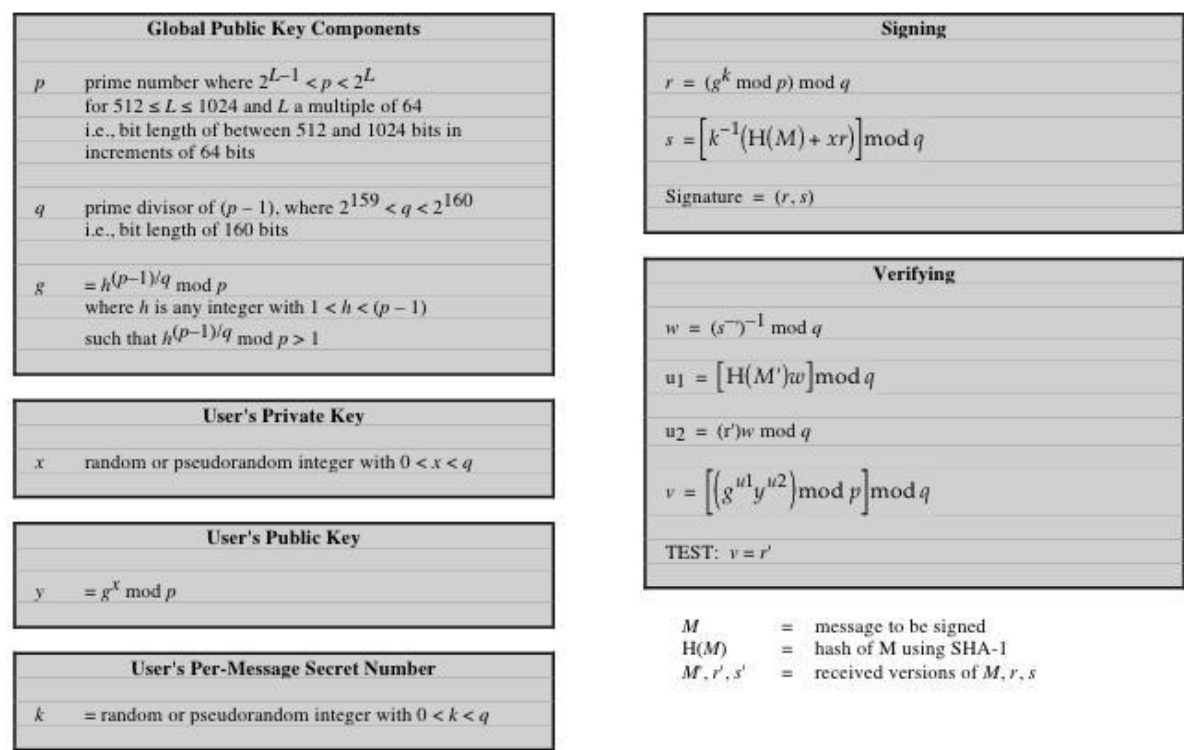 Global Public Key Components
p prime number where 2^{L–1} < p < 2^L
for 512 ≤ L ≤ 1024 and L a multiple of 64
i.e., bit length of between 512 and 1024 bits in
increments of 64 bits
q prime divisor of (p – 1), where 2^{159} < q < 2^{160}
i.e., bit length of 160 bits
g = h^{(p–1)/q} mod p
where h is any integer with 1 < h < (p – 1)
such that h^{(p–1)/q} mod p > 1
User's Private Key
x random or pseudorandom integer with 0 < x < q
User's Public Key
y = g^x mod p
User's Per-Message Secret Number
k = random or pseudorandom integer with 0 < k < q
Signing
r = (g^k mod p) mod q
s = [k^{–1}(H(M) + xr)] mod q
Signature = (r, s)
Verifying
w = (s')^{–1} mod q
u1 = [H(M')w] mod q
u2 = (r')w mod q
v = [(g^{u1}y^{u2}) mod p] mod q
TEST: v = r'
M = message to be signed
H(M) = hash of M using SHA-1
M', r', s' = received versions of M, r, s